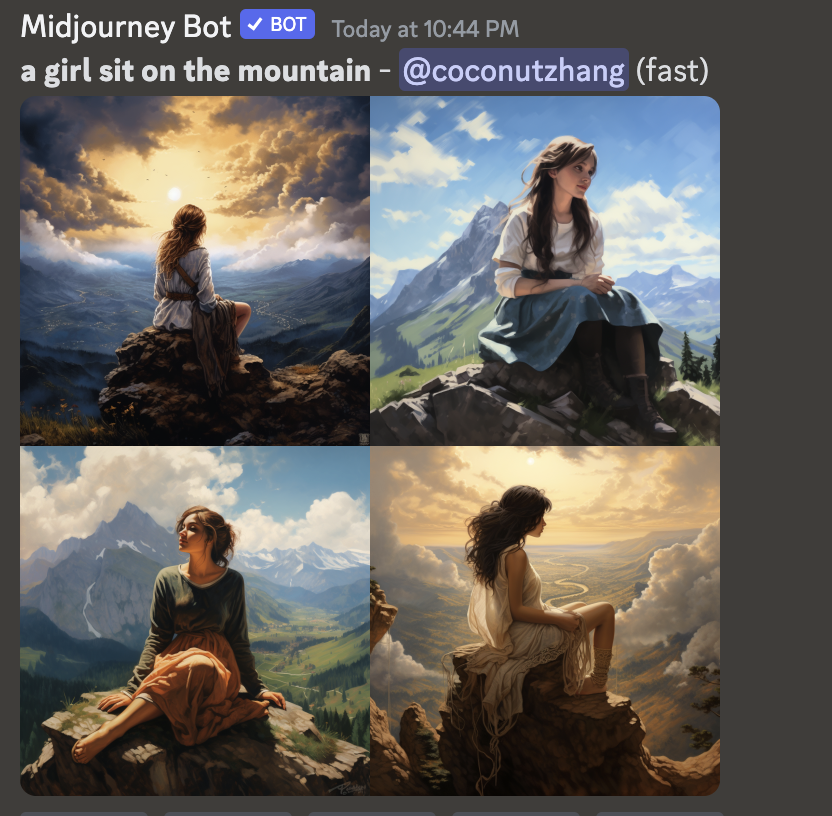 Midjourney Bot ✓ BOT Today at 10:44 PM
a girl sit on the mountain - @coconutzhang (fast)